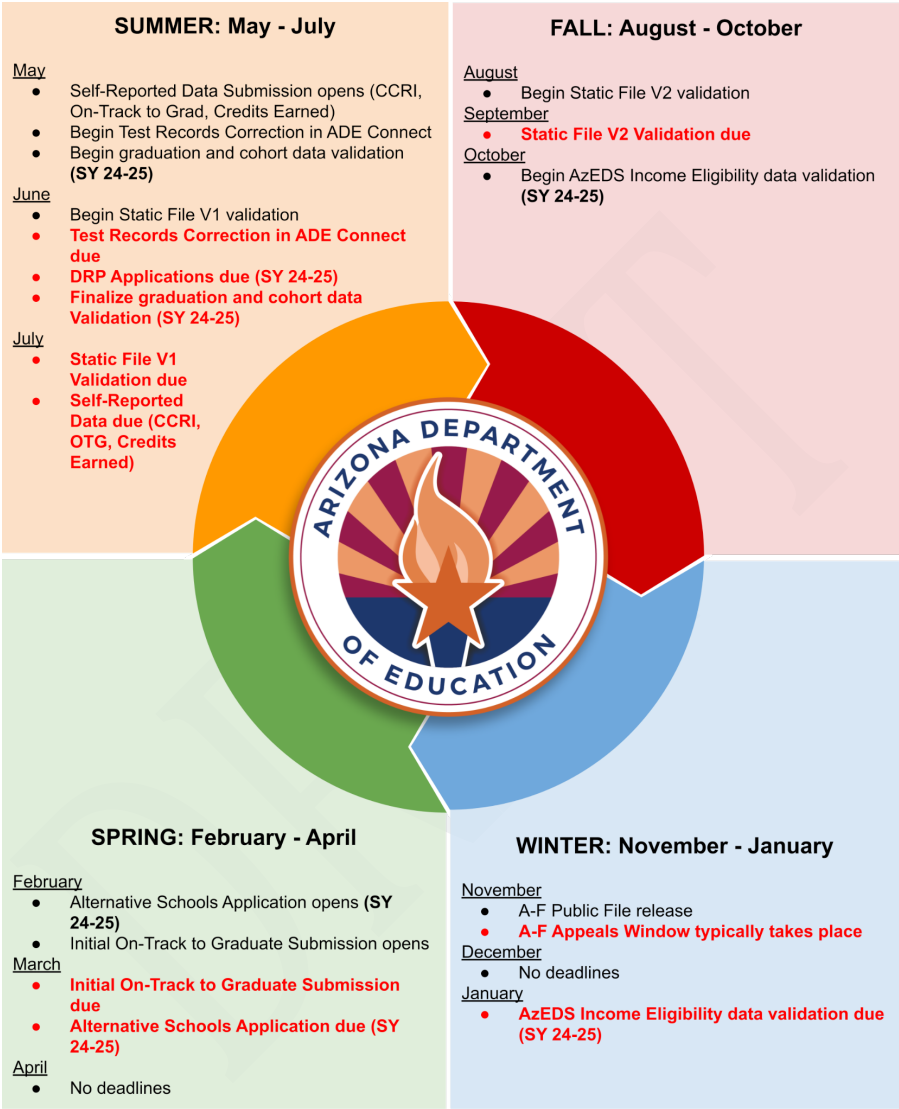 SUMMER: May - July
May
● Self-Reported Data Submission opens (CCRI,
On-Track to Grad, Credits Earned)
● Begin Test Records Correction in ADE Connect
● Begin graduation and cohort data validation
(SY 24-25)
June
● Begin Static File V1 validation
● Test Records Correction in ADE Connect
due
● DRP Applications due (SY 24-25)
● Finalize graduation and cohort data
Validation (SY 24-25)
July
● Static File V1
Validation due
● Self-Reported
Data due (CCRI,
OTG, Credits
Earned)
FALL: August - October
August
● Begin Static File V2 validation
September
● Static File V2 Validation due
October
● Begin AzEDS Income Eligibility data validation
(SY 24-25)
ARIZONA DEPARTMENT
OF EDUCATION
SPRING: February - April
February
● Alternative Schools Application opens (SY
24-25)
● Initial On-Track to Graduate Submission opens
March
● Initial On-Track to Graduate Submission
due
● Alternative Schools Application due (SY
24-25)
April
● No deadlines
WINTER: November - January
November
● A-F Public File release
● A-F Appeals Window typically takes place
December
● No deadlines
January
● AzEDS Income Eligibility data validation due
(SY 24-25)
DRAFT